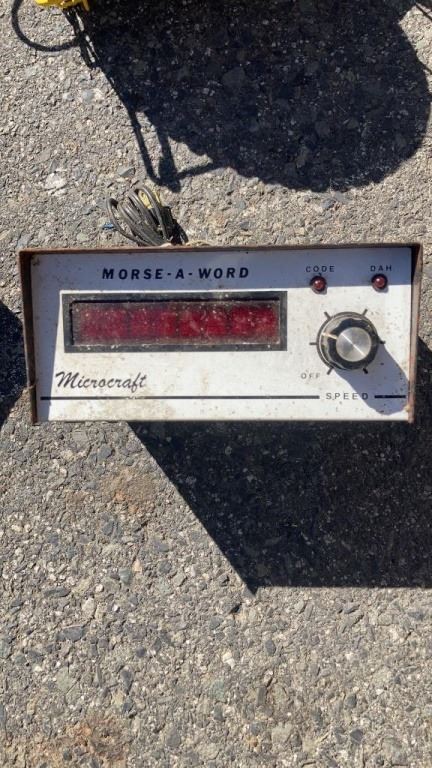 MORSE-A-WORD
CODE DAH
Microcraft
OFF
SPEED